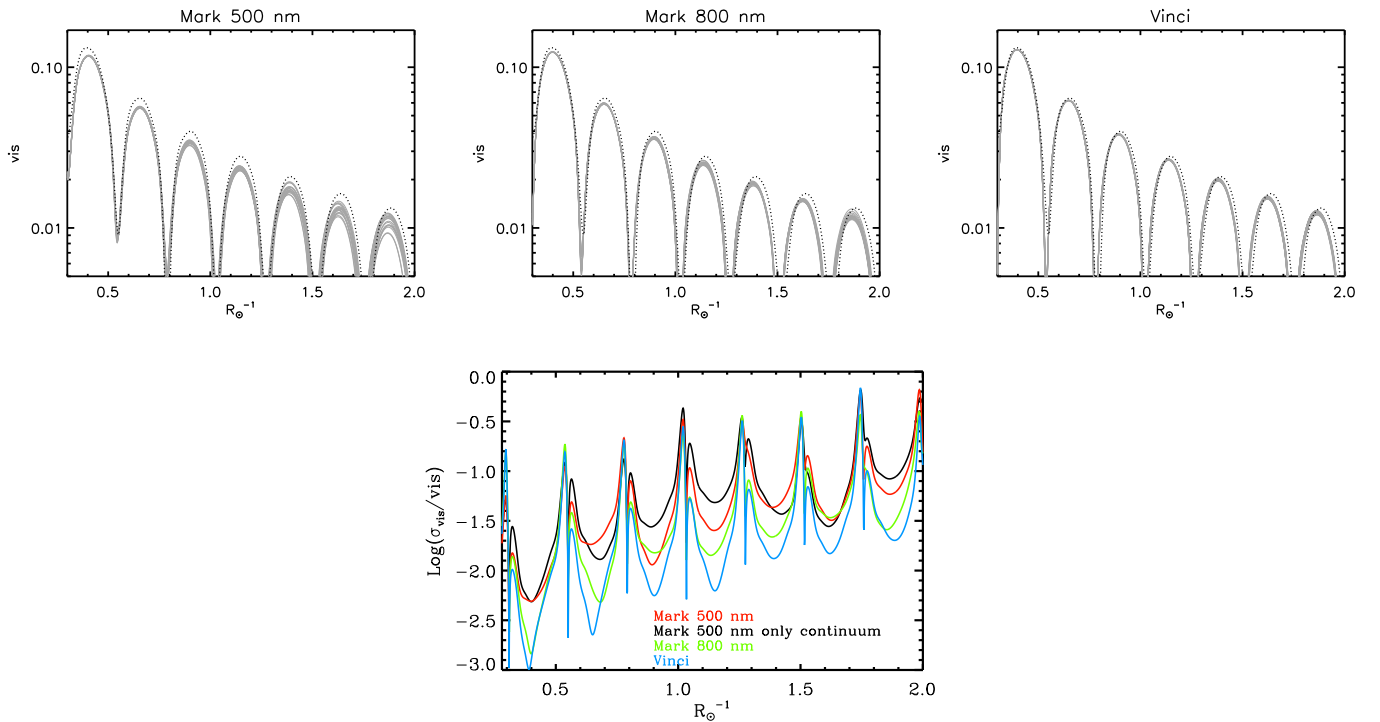 Mark 500 nm
vis
0.10
0.01
0.5 1.0 1.5 2.0
R⊙⁻¹
Mark 800 nm
vis
0.10
0.01
0.5 1.0 1.5 2.0
R⊙⁻¹
Vinci
vis
0.10
0.01
0.5 1.0 1.5 2.0
R⊙⁻¹
Log(σvis/vis)
0.0
−0.5
−1.0
−1.5
−2.0
−2.5
−3.0
Mark 500 nm
Mark 500 nm only continuum
Mark 800 nm
Vinci
0.5 1.0 1.5 2.0
R⊙⁻¹